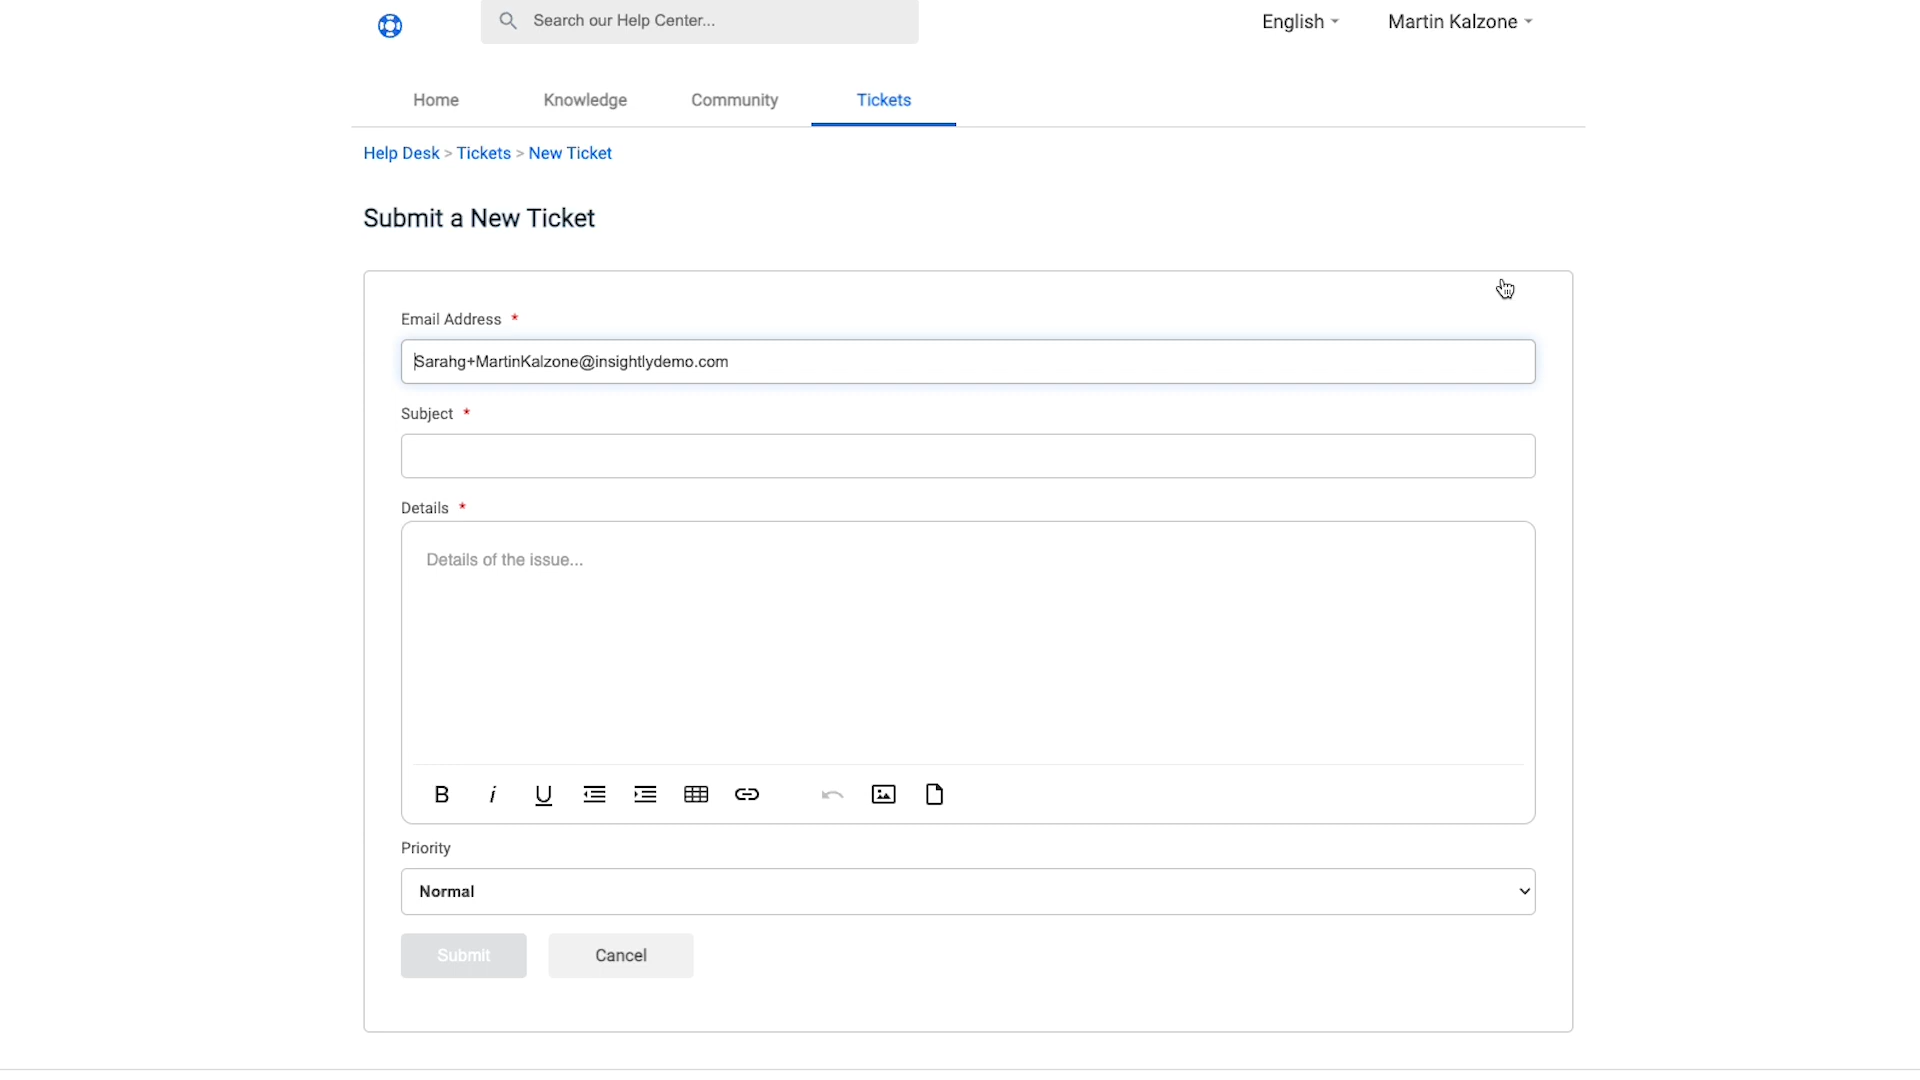 Search our Help Center...
English
Martin Kalzone
Home
Knowledge
Community
Tickets
Help Desk > Tickets > New Ticket
Submit a New Ticket
Email Address *
Sarahg+MartinKalzone@insightlydemo.com
Subject *
Details *
Details of the issue...
B i U
Priority
Normal
Submit
Cancel